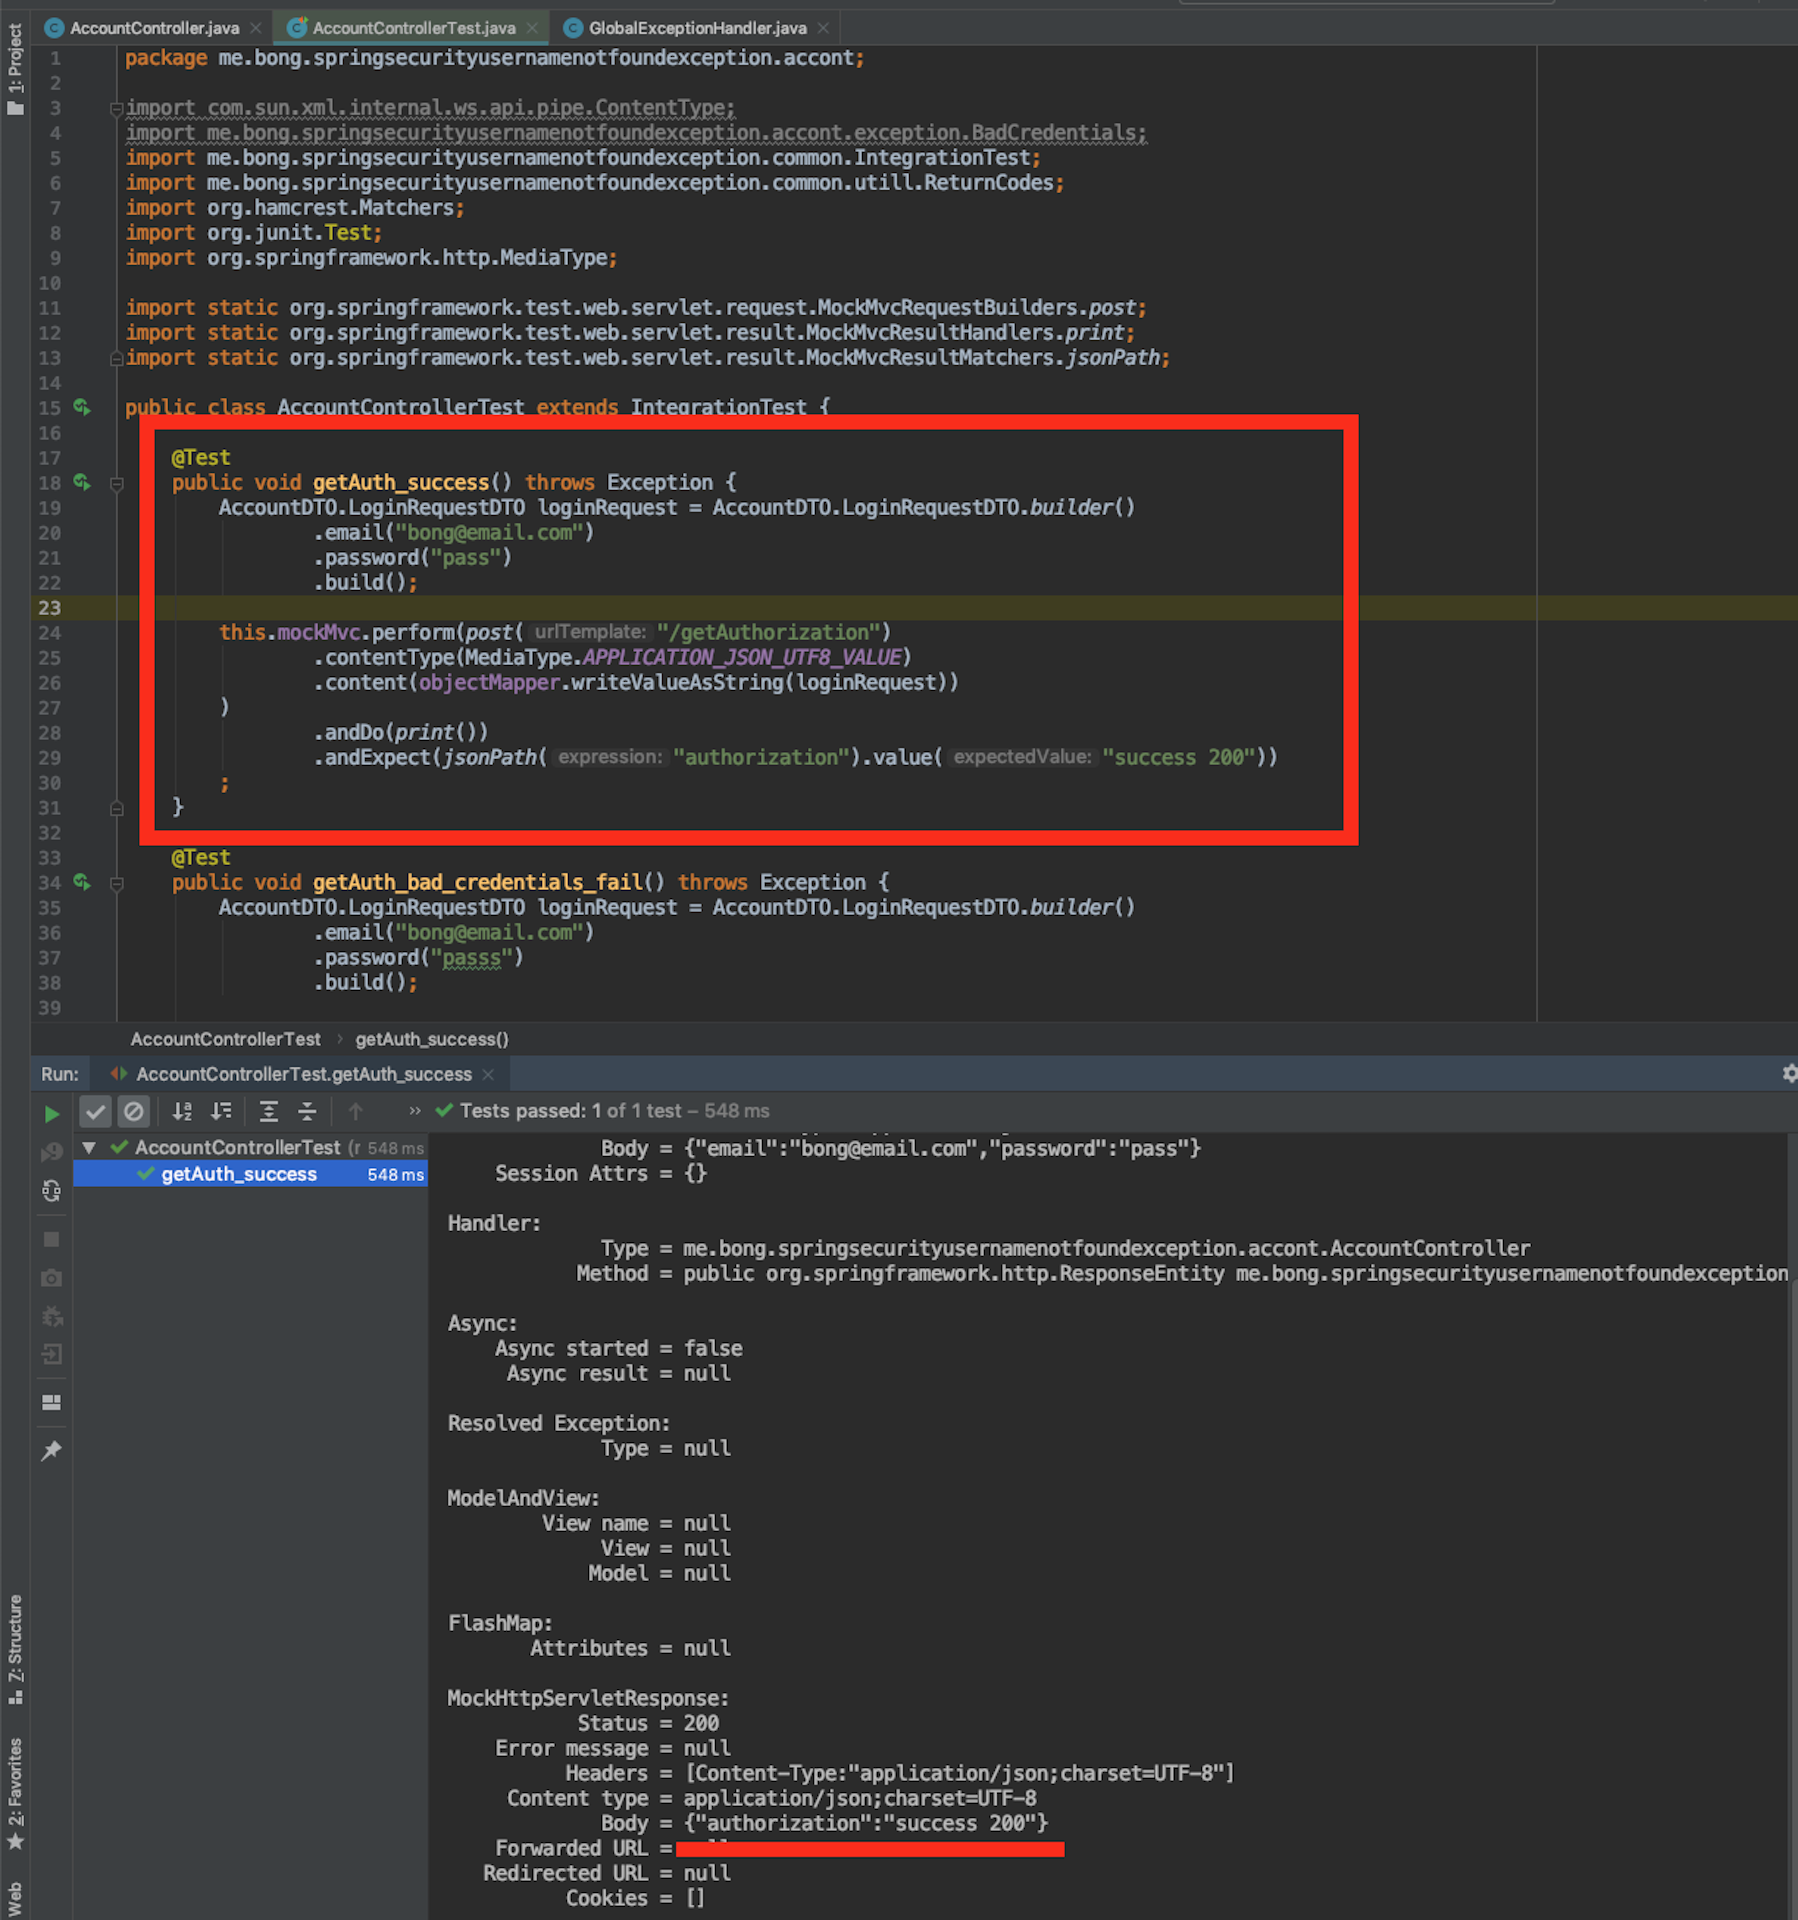 AccountController.java
AccountControllerTest.java
GlobalExceptionHandler.java
1: Project
1 package me.bong.springsecurityusernamenotfoundexception.accont;
2
3 import com.sun.xml.internal.ws.api.pipe.ContentType;
4 import me.bong.springsecurityusernamenotfoundexception.accont.exception.BadCredentials;
5 import me.bong.springsecurityusernamenotfoundexception.common.IntegrationTest;
6 import me.bong.springsecurityusernamenotfoundexception.common.utill.ReturnCodes;
7 import org.hamcrest.Matchers;
8 import org.junit.Test;
9 import org.springframework.http.MediaType;
10
11 import static org.springframework.test.web.servlet.request.MockMvcRequestBuilders.post;
12 import static org.springframework.test.web.servlet.result.MockMvcResultHandlers.print;
13 import static org.springframework.test.web.servlet.result.MockMvcResultMatchers.jsonPath;
14
15 public class AccountControllerTest extends IntegrationTest {
16
17 @Test
18 public void getAuth_success() throws Exception {
19 AccountDTO.LoginRequestDTO loginRequest = AccountDTO.LoginRequestDTO.builder()
20 .email("bong@email.com")
21 .password("pass")
22 .build();
23
24 this.mockMvc.perform(post( urlTemplate: "/getAuthorization")
25 .contentType(MediaType.APPLICATION_JSON_UTF8_VALUE)
26 .content(objectMapper.writeValueAsString(loginRequest))
27 )
28 .andDo(print())
29 .andExpect(jsonPath( expression: "authorization").value( expectedValue: "success 200"))
30 ;
31 }
32
33 @Test
34 public void getAuth_bad_credentials_fail() throws Exception {
35 AccountDTO.LoginRequestDTO loginRequest = AccountDTO.LoginRequestDTO.builder()
36 .email("bong@email.com")
37 .password("passs")
38 .build();
39
AccountControllerTest › getAuth_success()
Run: AccountControllerTest.getAuth_success
» Tests passed: 1 of 1 test – 548 ms
AccountControllerTest (r 548 ms
getAuth_success 548 ms
Body = {"email":"bong@email.com","password":"pass"}
Session Attrs = {}
Handler:
Type = me.bong.springsecurityusernamenotfoundexception.accont.AccountController
Method = public org.springframework.http.ResponseEntity me.bong.springsecurityusernamenotfoundexception
Async:
Async started = false
Async result = null
Resolved Exception:
Type = null
ModelAndView:
View name = null
View = null
Model = null
FlashMap:
Attributes = null
MockHttpServletResponse:
Status = 200
Error message = null
Headers = [Content-Type:"application/json;charset=UTF-8"]
Content type = application/json;charset=UTF-8
Body = {"authorization":"success 200"}
Forwarded URL =
Redirected URL = null
Cookies = []
7: Structure
2: Favorites
Web